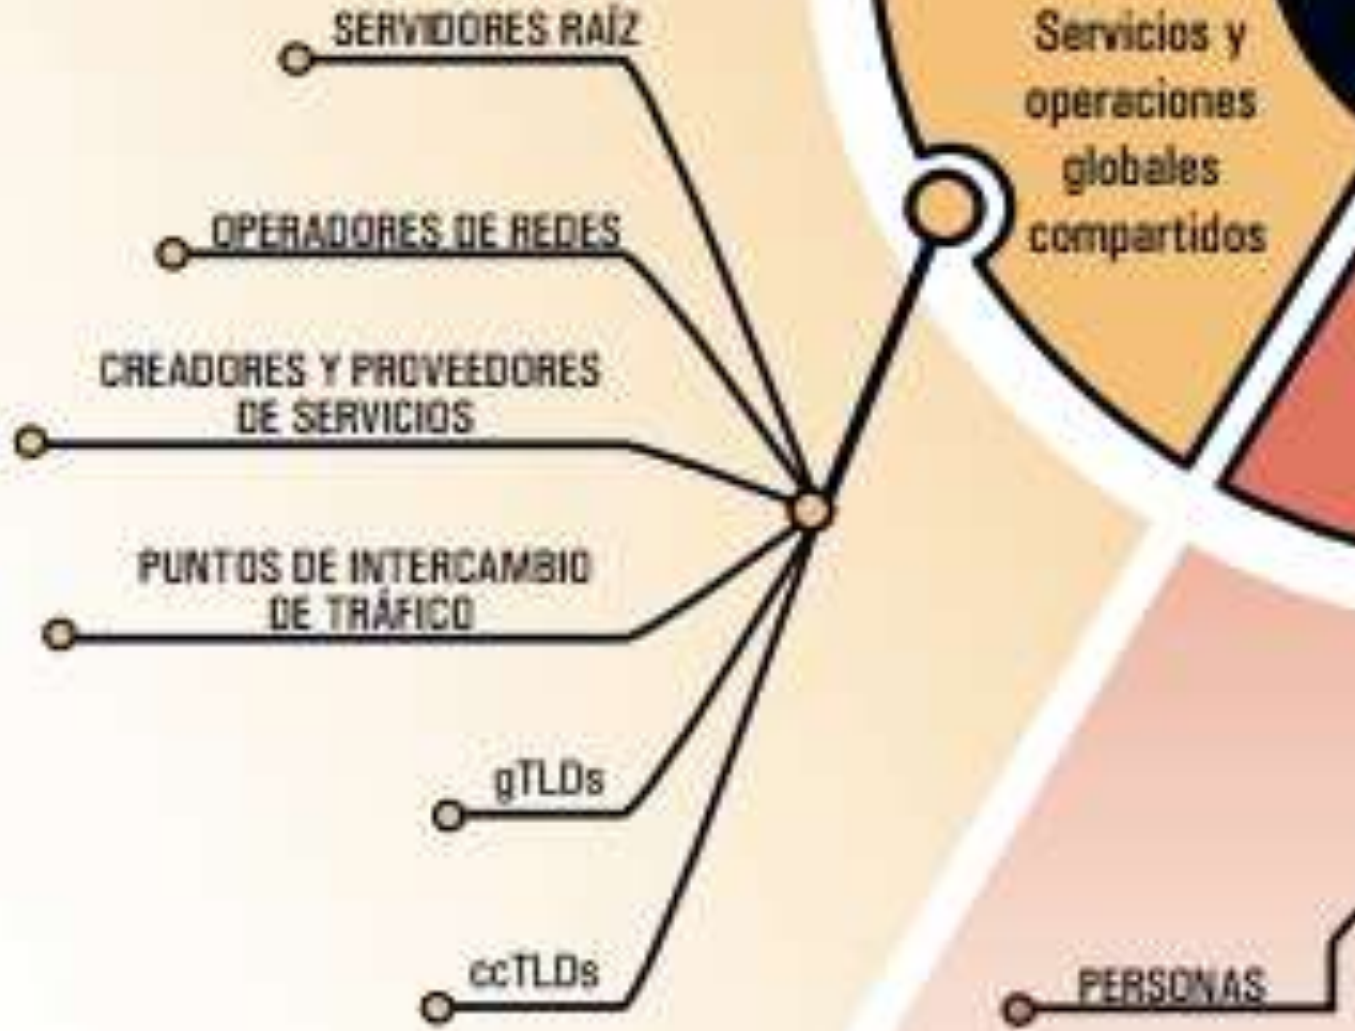 SERVIDORES RAÍZ
OPERADORES DE REDES
CREADORES Y PROVEEDORES
DE SERVICIOS
PUNTOS DE INTERCAMBIO
DE TRÁFICO
gTLDs
ccTLDs
Servicios y
operaciones
globales
compartidos
PERSONAS